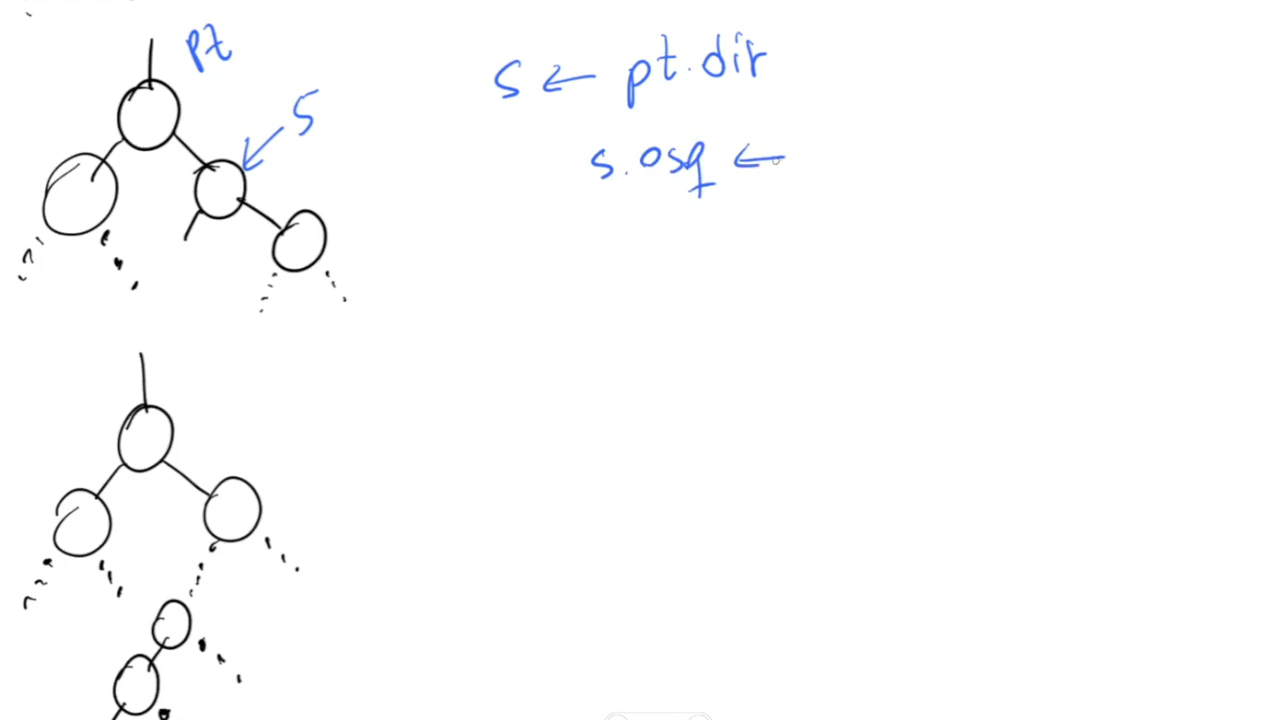 pt
s ← pt.dir
s
s.esq ←